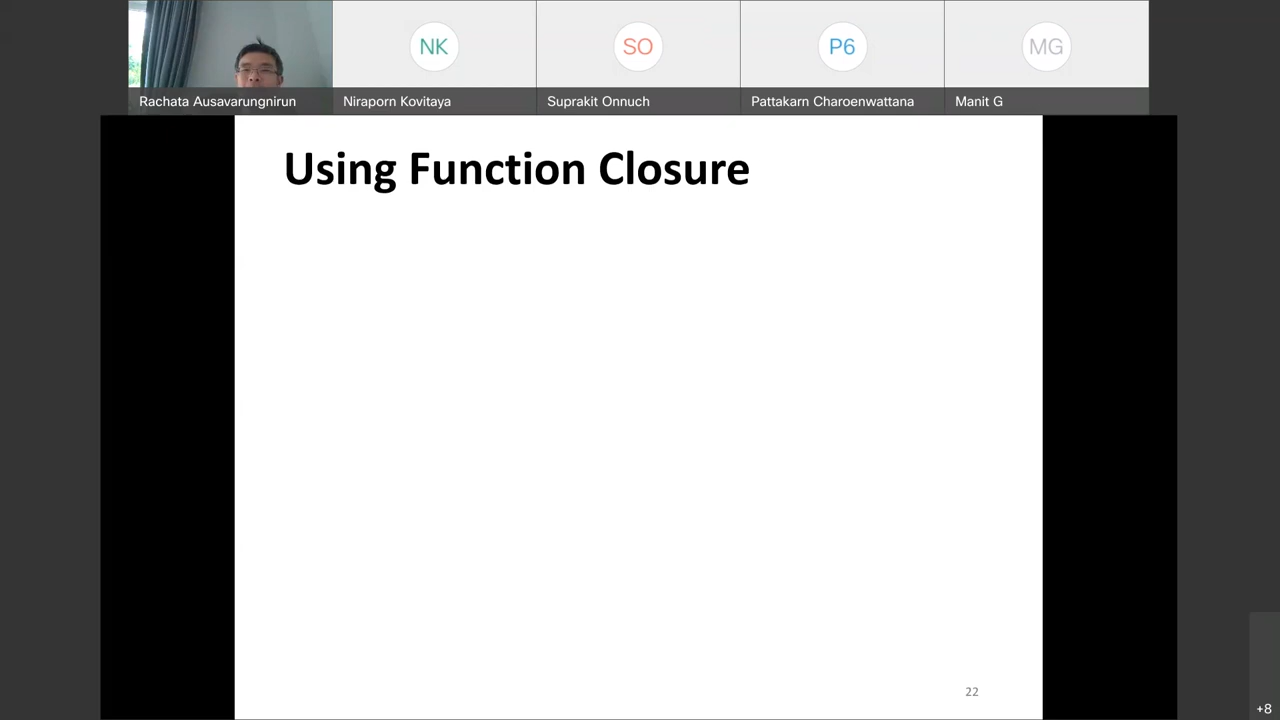 NK
SO
P6
MG
Rachata Ausavarungnirun
Niraporn Kovitaya
Suprakit Onnuch
Pattakarn Charoenwattana
Manit G
Using Function Closure
22
+8